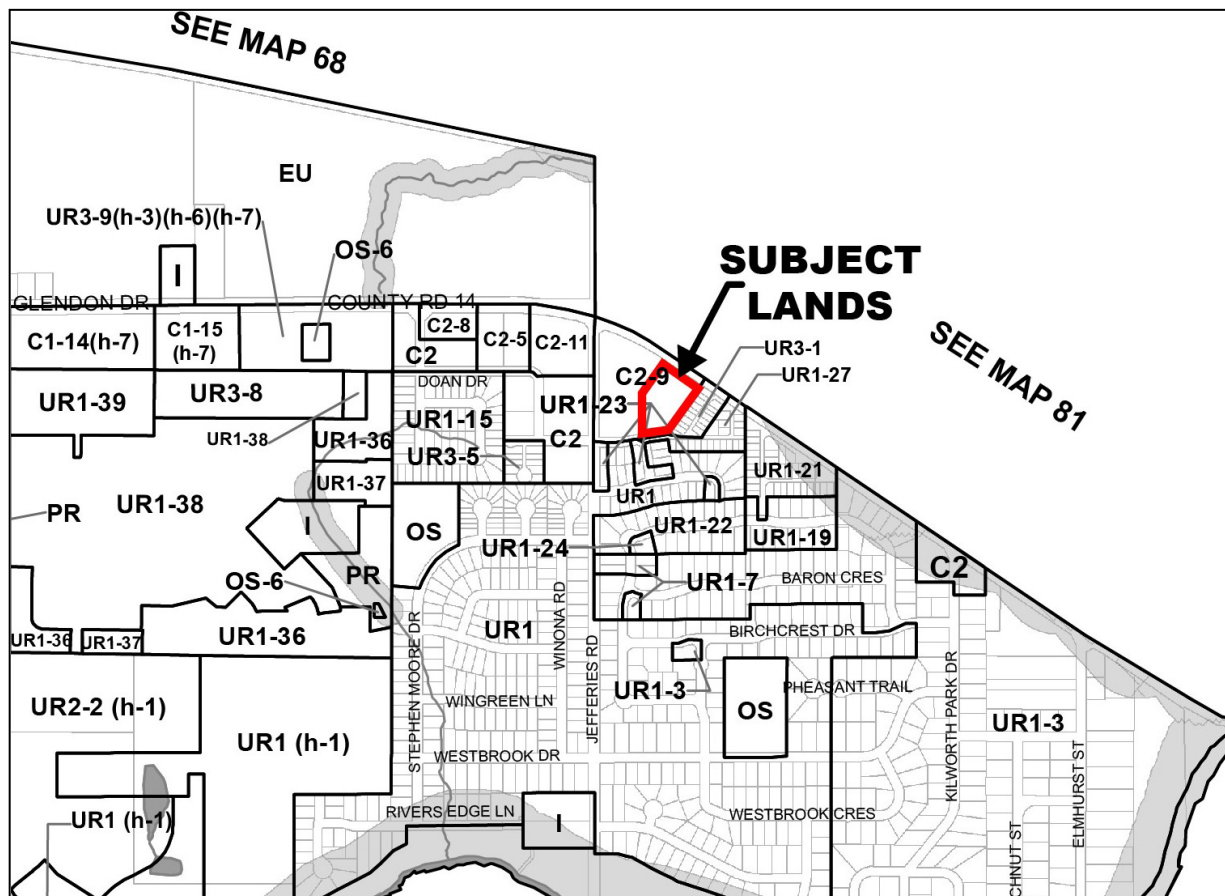 SEE MAP 68
EU
UR3-9(h-3)(h-6)(h-7)
OS-6
SUBJECT
LANDS
I
GLENDON DR
COUNTY RD 14
SEE MAP 81
C1-14(h-7)
C1-15
(h-7)
C2-8
C2-5
C2-11
C2
UR3-1
UR1-27
C2-9
UR1-39
UR3-8
DOAN DR
UR1-23
UR1-15
UR1-38
UR1-36
C2
UR3-5
UR1-21
UR1-37
UR1
PR
UR1-38
I
OS
UR1-22
UR1-19
UR1-24
PR
OS-6
UR1-7
BARON CRES
C2
UR1-36
UR1-37
UR1-36
STEPHEN MOORE DR
UR1
WINONA RD
JEFFERIES RD
BIRCHCREST DR
UR1-3
OS
PHEASANT TRAIL
KILWORTH PARK DR
UR1-3
ELMHURST ST
UR2-2 (h-1)
UR1 (h-1)
WINGREEN LN
WESTBROOK DR
RIVERS EDGE LN
I
WESTBROOK CRES
UR1 (h-1)
CHNUT ST